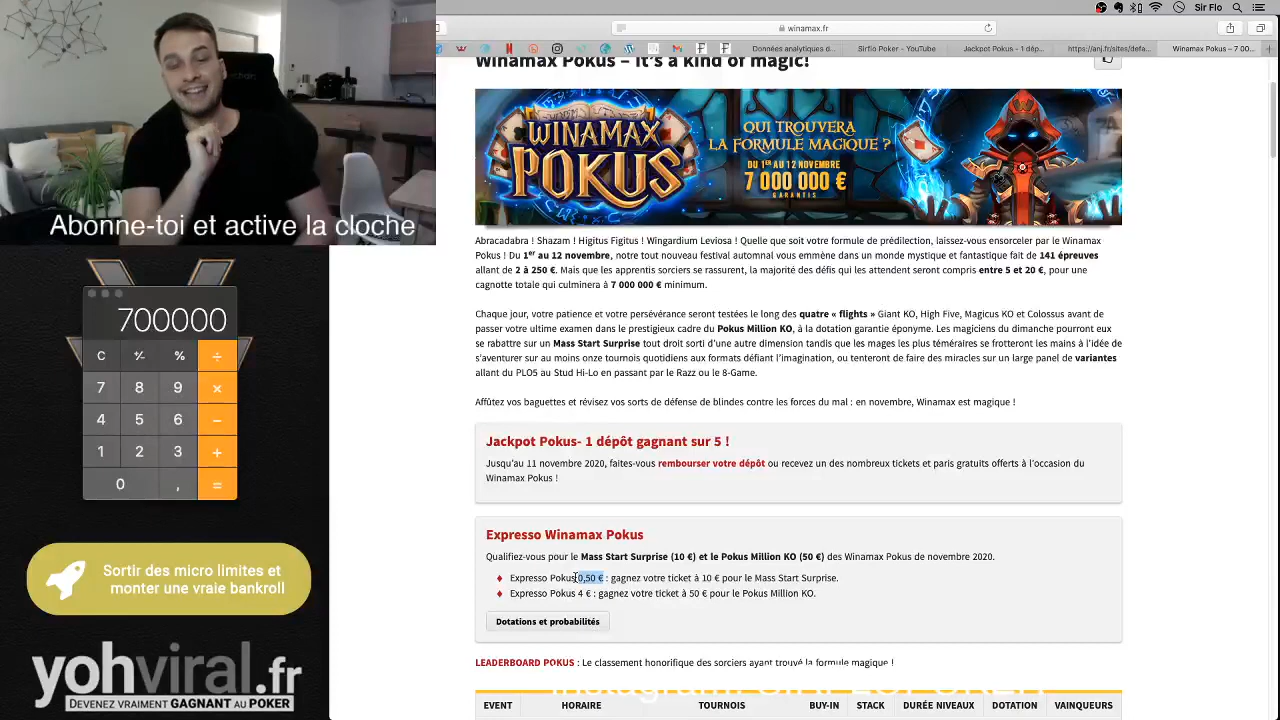 Sir Flo
winamax.fr
Données analytiques d...
Sirflo Poker - YouTube
Jackpot Pokus - 1 dép...
https://anj.fr/sites/defa...
Winamax Pokus – 7 00...
Winamax Pokus – It's a kind of magic!
WINAMAX
POKUS
QUI TROUVERA
LA FORMULE MAGIQUE ?
DU 1ER AU 12 NOVEMBRE
7 000 000 €
GARANTIS
Abonne-toi et active la cloche
Abracadabra ! Shazam ! Higitus Figitus ! Wingardium Leviosa ! Quelle que soit votre formule de prédilection, laissez-vous ensorceler par le Winamax
Pokus ! Du 1er au 12 novembre, notre tout nouveau festival automnal vous emmène dans un monde mystique et fantastique fait de 141 épreuves
allant de 2 à 250 €. Mais que les apprentis sorciers se rassurent, la majorité des défis qui les attendent seront compris entre 5 et 20 €, pour une
cagnotte totale qui culminera à 7 000 000 € minimum.
Chaque jour, votre patience et votre persévérance seront testées le long des quatre « flights » Giant KO, High Five, Magicus KO et Colossus avant de
passer votre ultime examen dans le prestigieux cadre du Pokus Million KO, à la dotation garantie éponyme. Les magiciens du dimanche pourront eux
se rabattre sur un Mass Start Surprise tout droit sorti d'une autre dimension tandis que les mages les plus téméraires se frotteront les mains à l'idée de
s'aventurer sur au moins onze tournois quotidiens aux formats défiant l'imagination, ou tenteront de faire des miracles sur un large panel de variantes
allant du PLO5 au Stud Hi-Lo en passant par le Razz ou le 8-Game.
Affûtez vos baguettes et révisez vos sorts de défense de blindes contre les forces du mal : en novembre, Winamax est magique !
Jackpot Pokus- 1 dépôt gagnant sur 5 !
Jusqu'au 11 novembre 2020, faites-vous rembourser votre dépôt ou recevez un des nombreux tickets et paris gratuits offerts à l'occasion du
Winamax Pokus !
Expresso Winamax Pokus
Qualifiez-vous pour le Mass Start Surprise (10 €) et le Pokus Million KO (50 €) des Winamax Pokus de novembre 2020.
Expresso Pokus 0,50 € : gagnez votre ticket à 10 € pour le Mass Start Surprise.
Expresso Pokus 4 € : gagnez votre ticket à 50 € pour le Pokus Million KO.
Dotations et probabilités
LEADERBOARD POKUS : Le classement honorifique des sorciers ayant trouvé la formule magique !
EVENT HORAIRE TOURNOIS BUY-IN STACK DURÉE NIVEAUX DOTATION VAINQUEURS
700000
C +⁄- % ÷
7 8 9 ×
4 5 6 −
1 2 3 +
0 , =
Sortir des micro limites et
monter une vraie bankroll
yohviral.fr
DEVENEZ VRAIMENT GAGNANT AU POKER